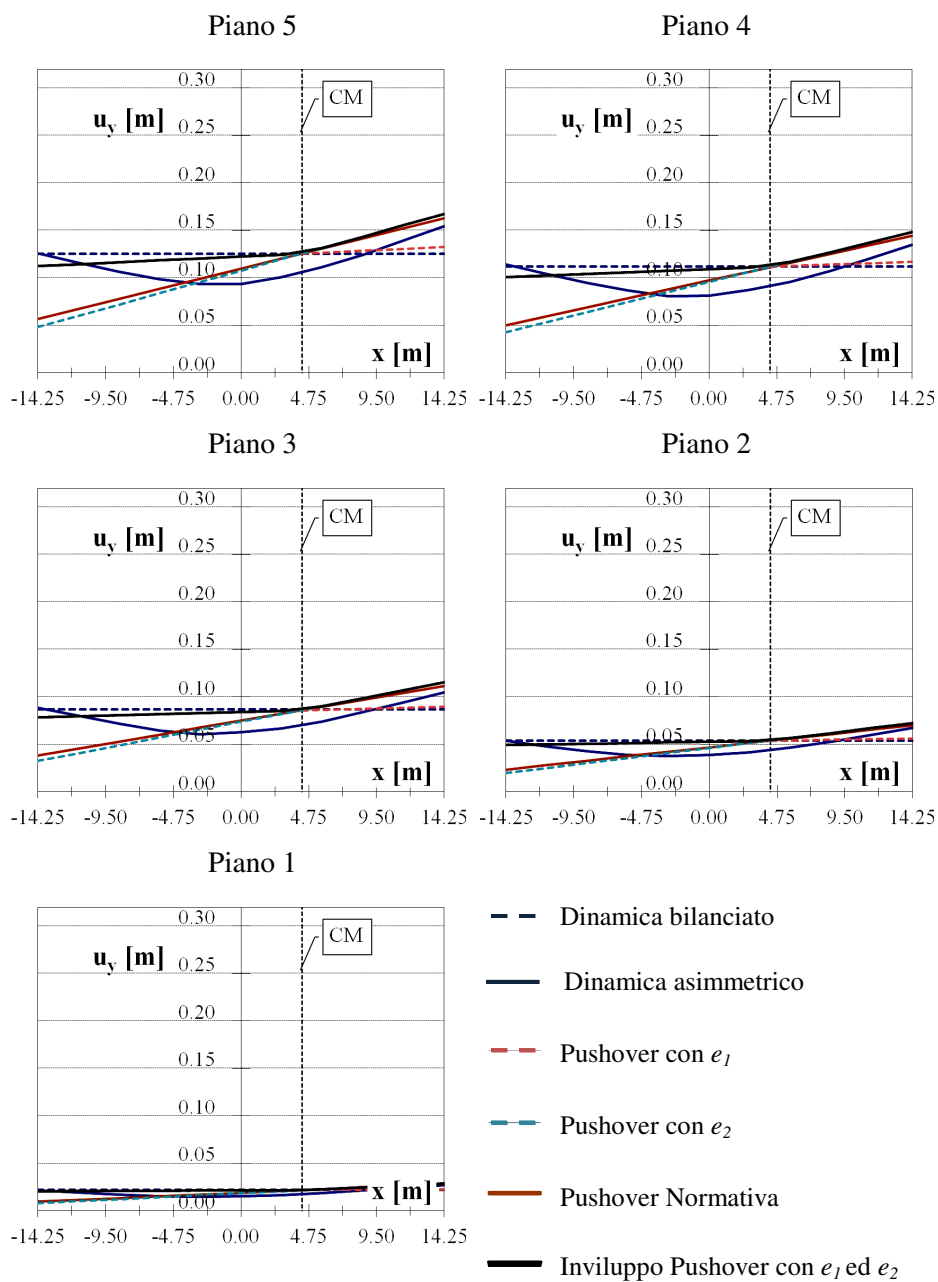 Piano 5
Piano 4
CM
u_y [m]
0.30
0.25
0.20
0.15
0.10
0.05
0.00
x [m]
-14.25 -9.50 -4.75 0.00 4.75 9.50 14.25
CM
u_y [m]
0.30
0.25
0.20
0.15
0.10
0.05
0.00
x [m]
-14.25 -9.50 -4.75 0.00 4.75 9.50 14.25
Piano 3
Piano 2
CM
u_y [m]
0.30
0.25
0.20
0.15
0.10
0.05
0.00
x [m]
-14.25 -9.50 -4.75 0.00 4.75 9.50 14.25
CM
u_y [m]
0.30
0.25
0.20
0.15
0.10
0.05
0.00
x [m]
-14.25 -9.50 -4.75 0.00 4.75 9.50 14.25
Piano 1
CM
u_y [m]
0.30
0.25
0.20
0.15
0.10
0.05
0.00
x [m]
-14.25 -9.50 -4.75 0.00 4.75 9.50 14.25
Dinamica bilanciato
Dinamica asimmetrico
Pushover con e_1
Pushover con e_2
Pushover Normativa
Inviluppo Pushover con e_1 ed e_2